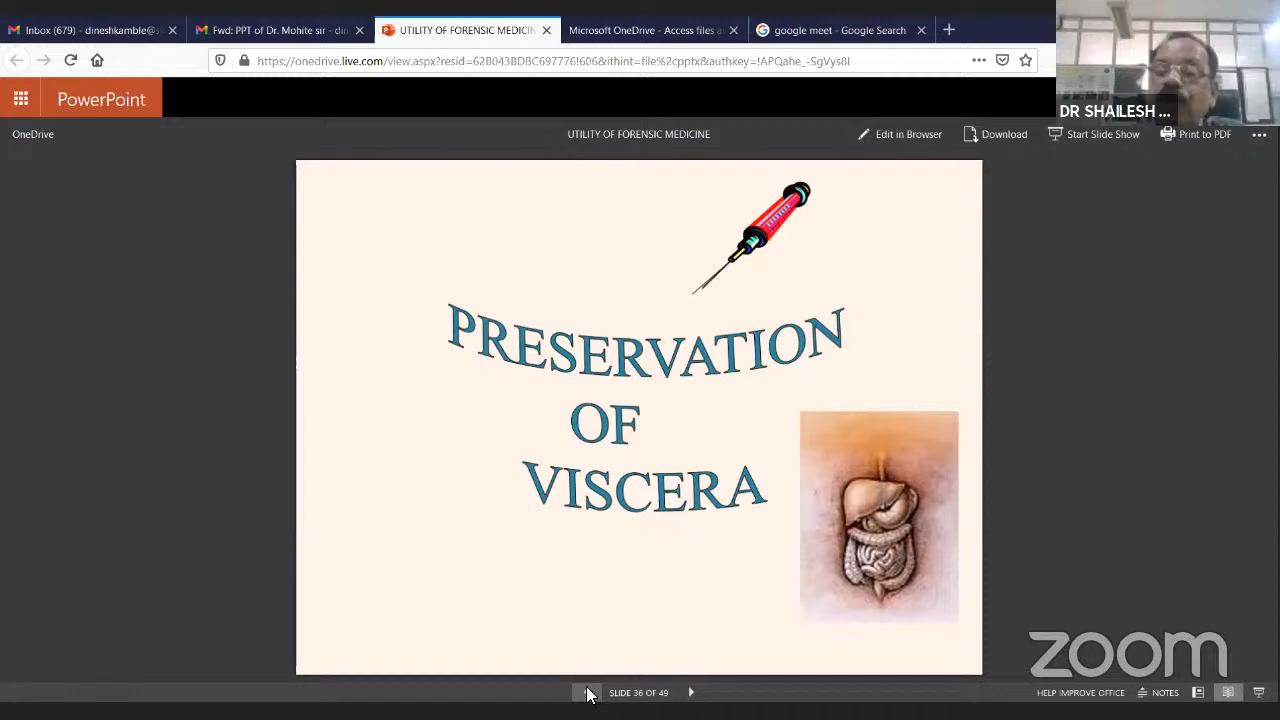 Inbox (679) - dineshkamble@s
Fwd: PPT of Dr. Mohite sir - din
UTILITY OF FORENSIC MEDICIN
Microsoft OneDrive - Access files a
google meet - Google Search
https://onedrive.live.com/view.aspx?resid=62B043BDBC697776!606&ithint=file%2cpptx&authkey=!APQahe_-SgVys8I
PowerPoint
DR SHAILESH ...
OneDrive
UTILITY OF FORENSIC MEDICINE
Edit in Browser
Download
Start Slide Show
Print to PDF
PRESERVATION
OF
VISCERA
zoom
SLIDE 36 OF 49
HELP IMPROVE OFFICE
NOTES